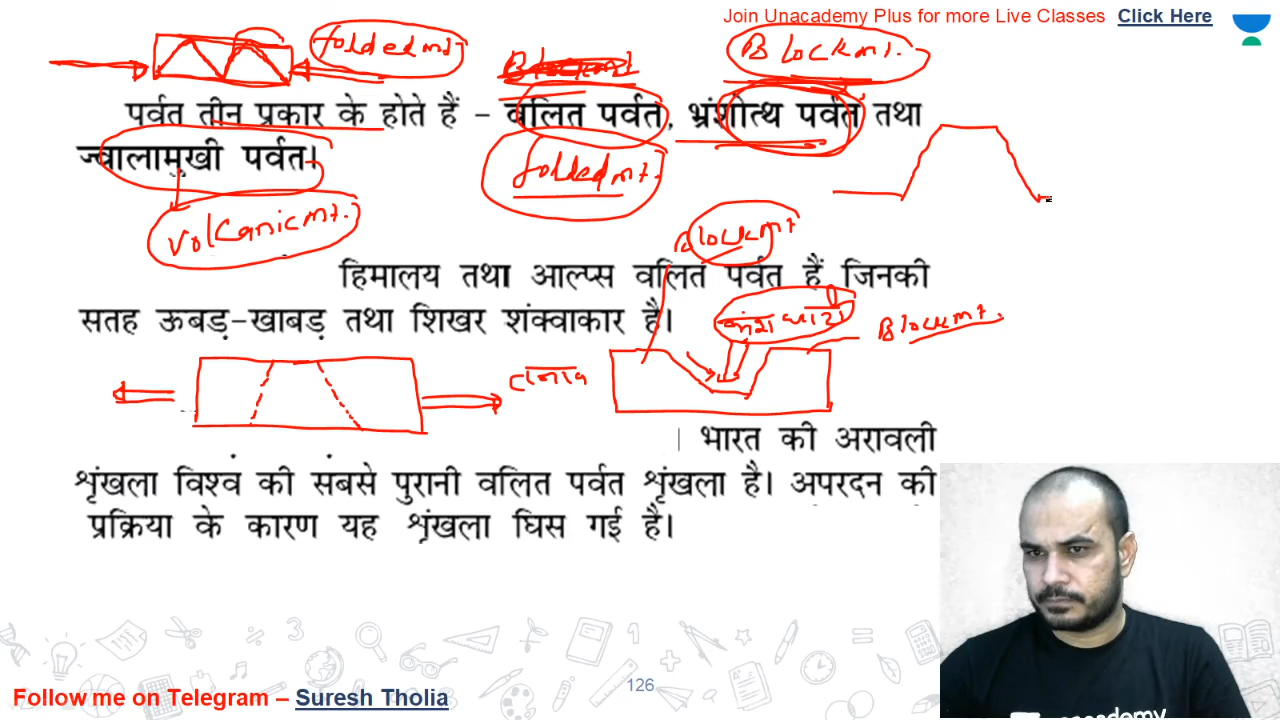 Join Unacademy Plus for more Live Classes Click Here
folded mt.
Block mt.
पर्वत तीन प्रकार के होते हैं – वलित पर्वत, भ्रंशोत्थ पर्वत तथा
ज्वालामुखी पर्वत।
folded mt.
volcanic mt.
Block mt
हिमालय तथा आल्प्स वलित पर्वत हैं जिनकी
सतह ऊबड़-खाबड़ तथा शिखर शंक्वाकार है।
Block mt.
तनाव
भारत की अरावली
शृंखला विश्व की सबसे पुरानी वलित पर्वत शृंखला है। अपरदन की
प्रक्रिया के कारण यह शृंखला घिस गई है।
126
Follow me on Telegram – Suresh Tholia